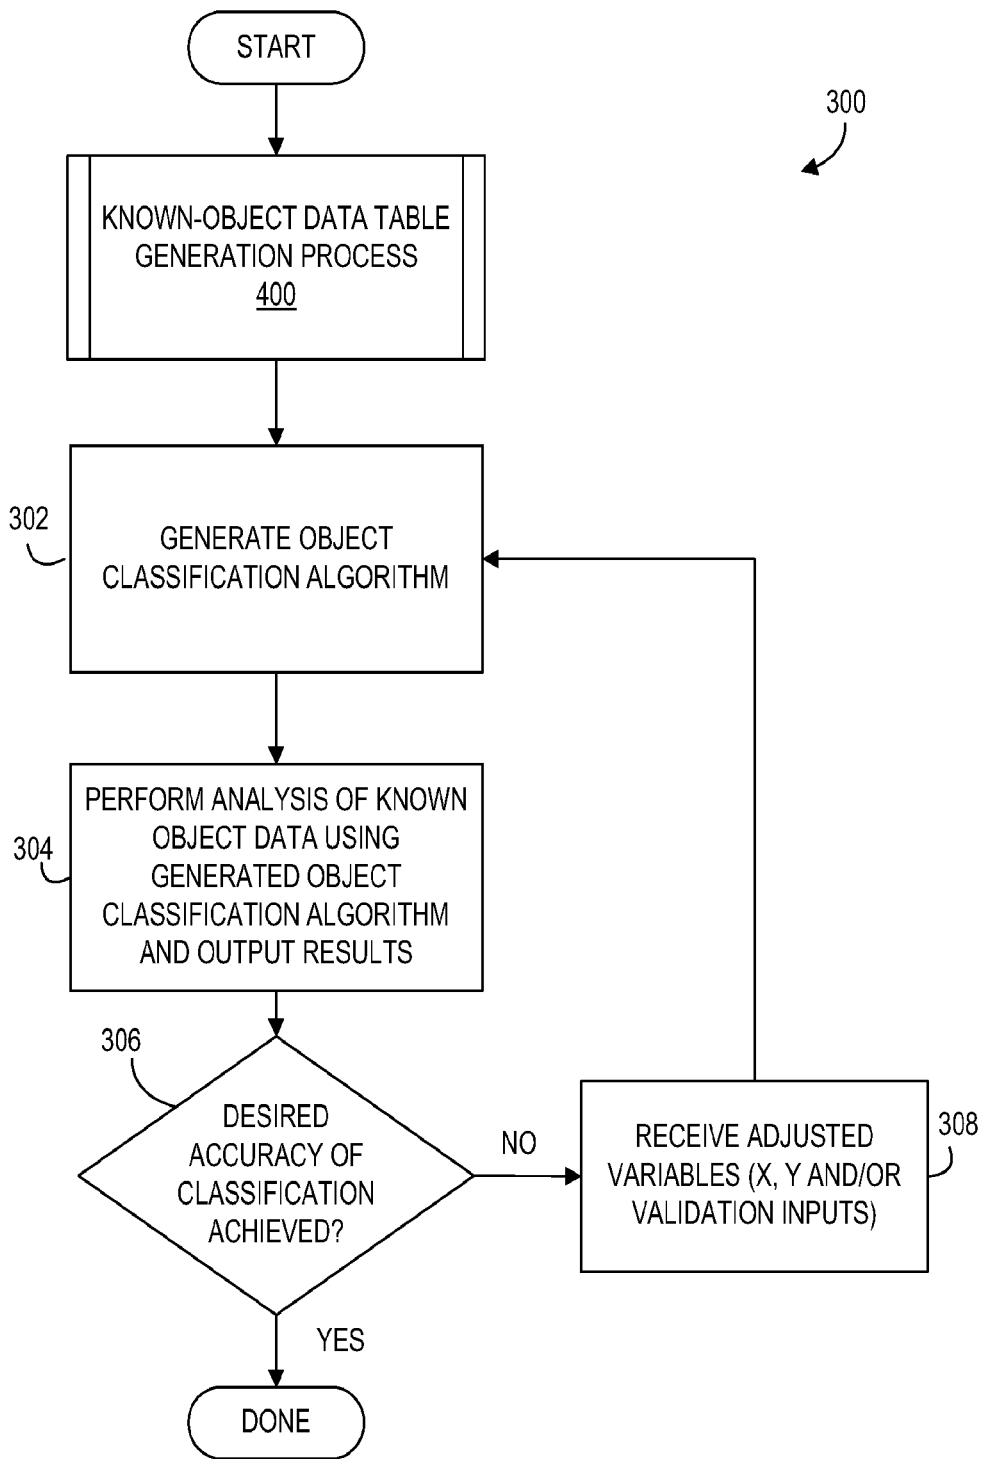 START
300
KNOWN-OBJECT DATA TABLE
GENERATION PROCESS
400
302
GENERATE OBJECT
CLASSIFICATION ALGORITHM
304
PERFORM ANALYSIS OF KNOWN
OBJECT DATA USING
GENERATED OBJECT
CLASSIFICATION ALGORITHM
AND OUTPUT RESULTS
306
DESIRED
ACCURACY OF
CLASSIFICATION
ACHIEVED?
NO
RECEIVE ADJUSTED
VARIABLES (X, Y AND/OR
VALIDATION INPUTS)
308
YES
DONE